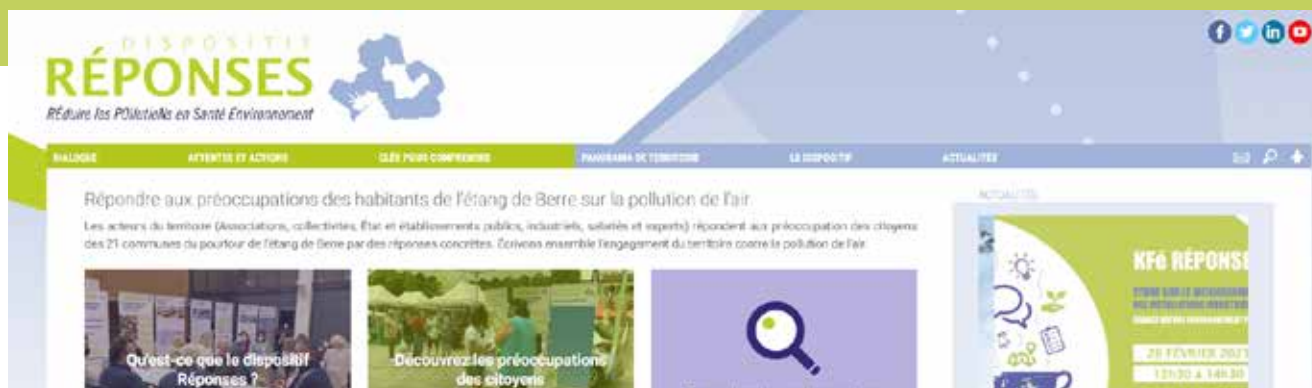 DISPOSITIF
RÉPONSES
RÉduire les POllutioNs en Santé Environnement
DIALOGUE
ATTENTES ET ACTIONS
CLÉS POUR COMPRENDRE
PANORAMA DE TERRITOIRE
LE DISPOSITIF
ACTUALITÉS
Répondre aux préoccupations des habitants de l'étang de Berre sur la pollution de l'air
ACTUALITÉS
Les acteurs du territoire (Associations, collectivités, État et établissements publics, industriels, salariés et experts) répondent aux préoccupation des citoyens
des 21 communes du pourtour de l'étang de Berre par des réponses concrètes. Écrivons ensemble l'engagement du territoire contre la pollution de l'air
Qu'est-ce que le dispositif
Réponses ?
Découvrez les préoccupations
des citoyens
KFé RÉPONSE
12H30 à 14H30